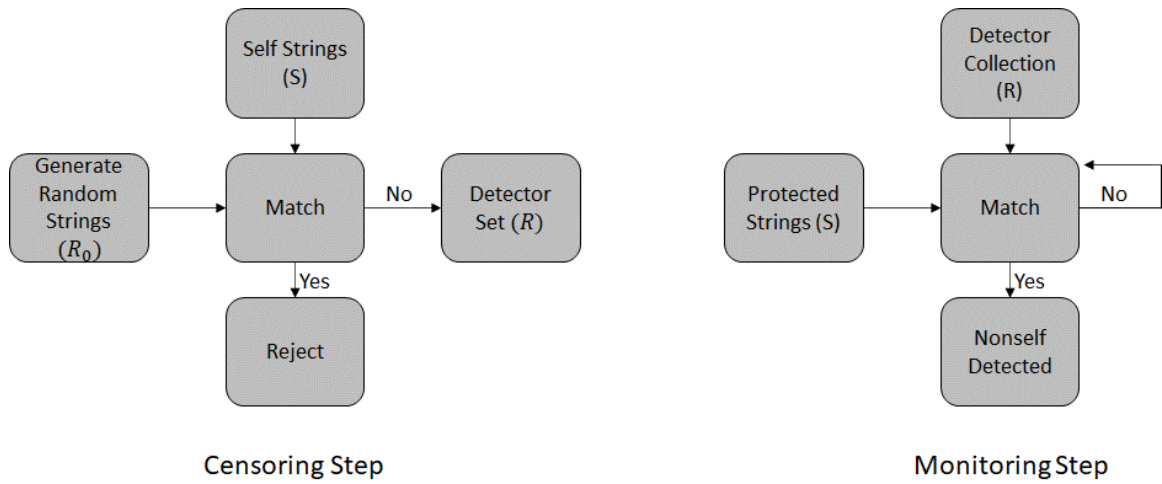 Self Strings
(S)
Generate
Random
Strings
(R₀)
Match
No
Detector
Set (R)
Yes
Reject
Censoring Step
Detector
Collection
(R)
Protected
Strings (S)
Match
No
Yes
Nonself
Detected
Monitoring Step